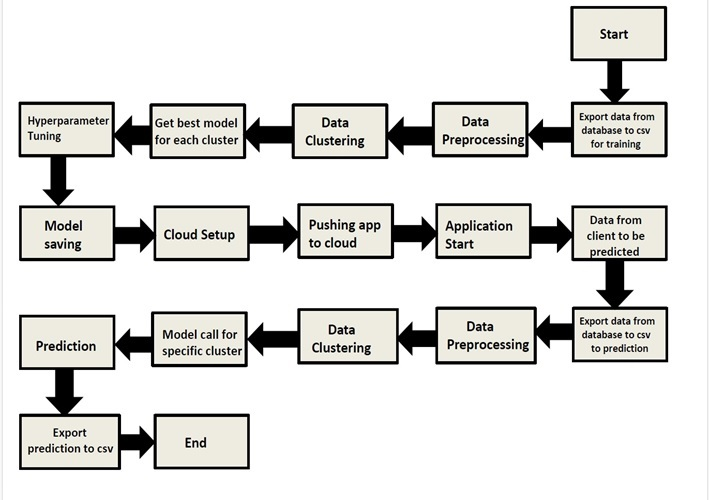 Start
Export data from
database to csv
for training
Data
Preprocessing
Data
Clustering
Get best model
for each cluster
Hyperparameter
Tuning
Model
saving
Cloud Setup
Pushing app
to cloud
Application
Start
Data from
client to be
predicted
Export data from
database to csv
to prediction
Data
Preprocessing
Data
Clustering
Model call for
specific cluster
Prediction
Export
prediction to csv
End